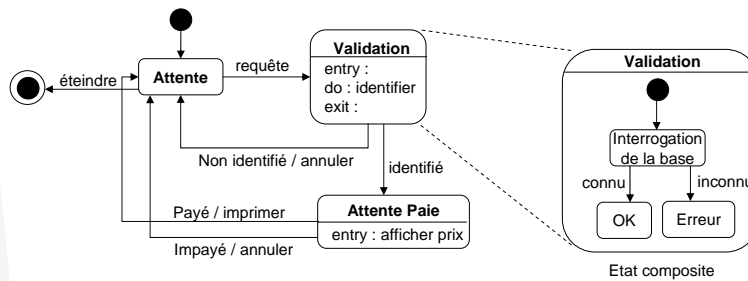 Validation
entry :
do : identifier
exit :
requête
Attente
éteindre
Non identifié / annuler
identifié
Payé / imprimer
Impayé / annuler
Attente Paie
entry : afficher prix
Validation
Interrogation
de la base
connu
inconnu
OK
Erreur
Etat composite